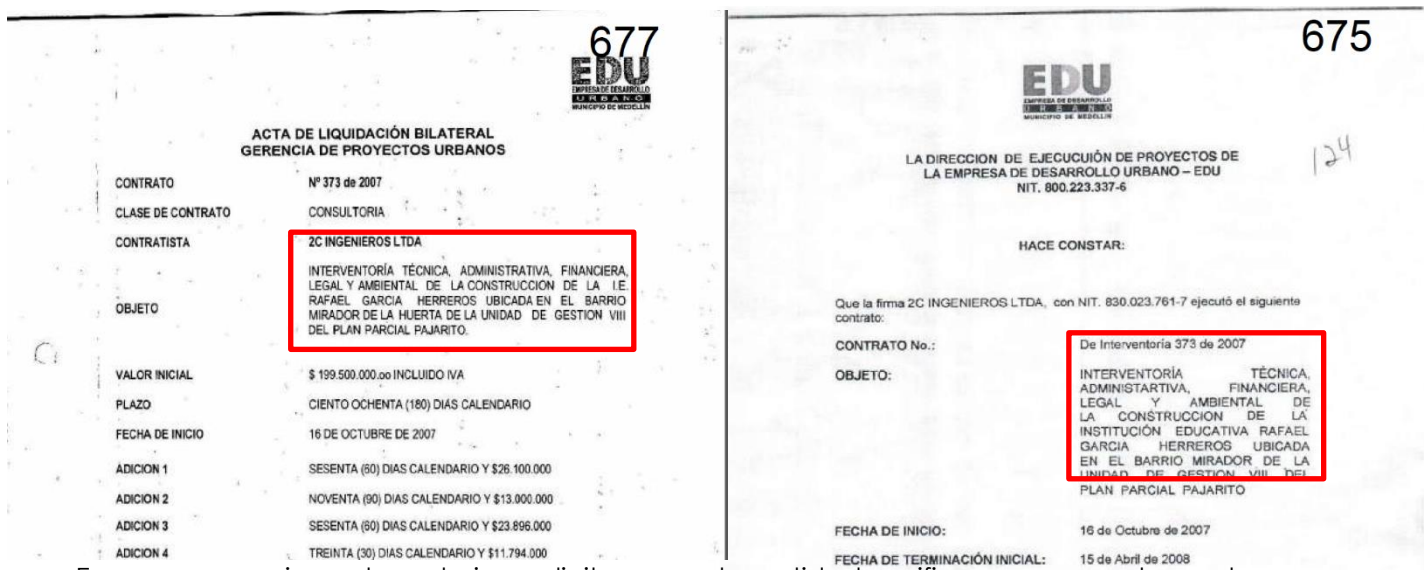 677
EDU
EMPRESA DE DESARROLLO
URBANO
MUNICIPIO DE MEDELLÍN
ACTA DE LIQUIDACIÓN BILATERAL
GERENCIA DE PROYECTOS URBANOS
CONTRATO Nº 373 de 2007
CLASE DE CONTRATO CONSULTORIA
CONTRATISTA 2C INGENIEROS LTDA
OBJETO
INTERVENTORÍA TÉCNICA, ADMINISTRATIVA, FINANCIERA,
LEGAL Y AMBIENTAL DE LA CONSTRUCCION DE LA I.E.
RAFAEL GARCIA HERREROS UBICADA EN EL BARRIO
MIRADOR DE LA HUERTA DE LA UNIDAD DE GESTION VIII
DEL PLAN PARCIAL PAJARITO.
VALOR INICIAL $ 199.500.000.oo INCLUIDO IVA
PLAZO CIENTO OCHENTA (180) DIAS CALENDARIO
FECHA DE INICIO 16 DE OCTUBRE DE 2007
ADICION 1 SESENTA (60) DIAS CALENDARIO Y $26.100.000
ADICION 2 NOVENTA (90) DIAS CALENDARIO Y $13.000.000
ADICION 3 SESENTA (60) DIAS CALENDARIO Y $23.896.000
ADICION 4 TREINTA (30) DIAS CALENDARIO Y $11.794.000
675
EDU
EMPRESA DE DESARROLLO
URBANO
MUNICIPIO DE MEDELLIN
124
LA DIRECCION DE EJECUCUIÓN DE PROYECTOS DE
LA EMPRESA DE DESARROLLO URBANO – EDU
NIT. 800.223.337-6
HACE CONSTAR:
Que la firma 2C INGENIEROS LTDA, con NIT. 830.023.761-7 ejecutó el siguiente
contrato:
CONTRATO No.: De Interventoría 373 de 2007
OBJETO: INTERVENTORÍA TÉCNICA,
ADMINISTARTIVA, FINANCIERA,
LEGAL Y AMBIENTAL DE
LA CONSTRUCCION DE LA
INSTITUCIÓN EDUCATIVA RAFAEL
GARCIA HERREROS UBICADA
EN EL BARRIO MIRADOR DE LA
UNIDAD DE GESTION VIII DEL
PLAN PARCIAL PAJARITO
FECHA DE INICIO: 16 de Octubre de 2007
FECHA DE TERMINACIÓN INICIAL: 15 de Abril de 2008